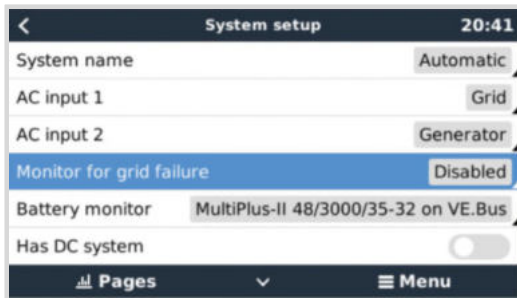 System setup 20:41
System name Automatic
AC input 1 Grid
AC input 2 Generator
Monitor for grid failure Disabled
Battery monitor MultiPlus-II 48/3000/35-32 on VE.Bus
Has DC system
Pages Menu